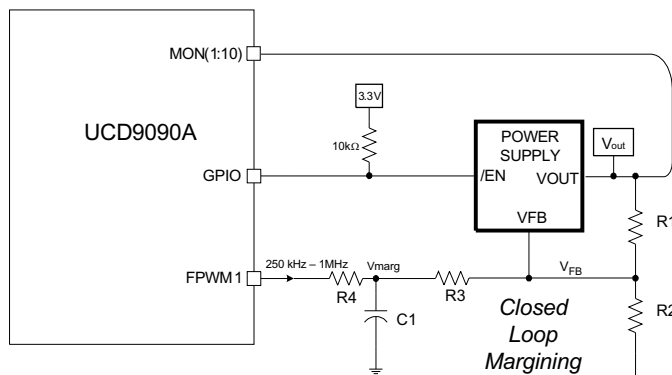 MON(1:10)
3.3V
UCD9090A
10kΩ
POWER
SUPPLY
Vout
GPIO
/EN
VOUT
VFB
R1
250 kHz – 1MHz
FPWM1
Vmarg
VFB
R4
R3
C1
R2
Closed
Loop
Margining